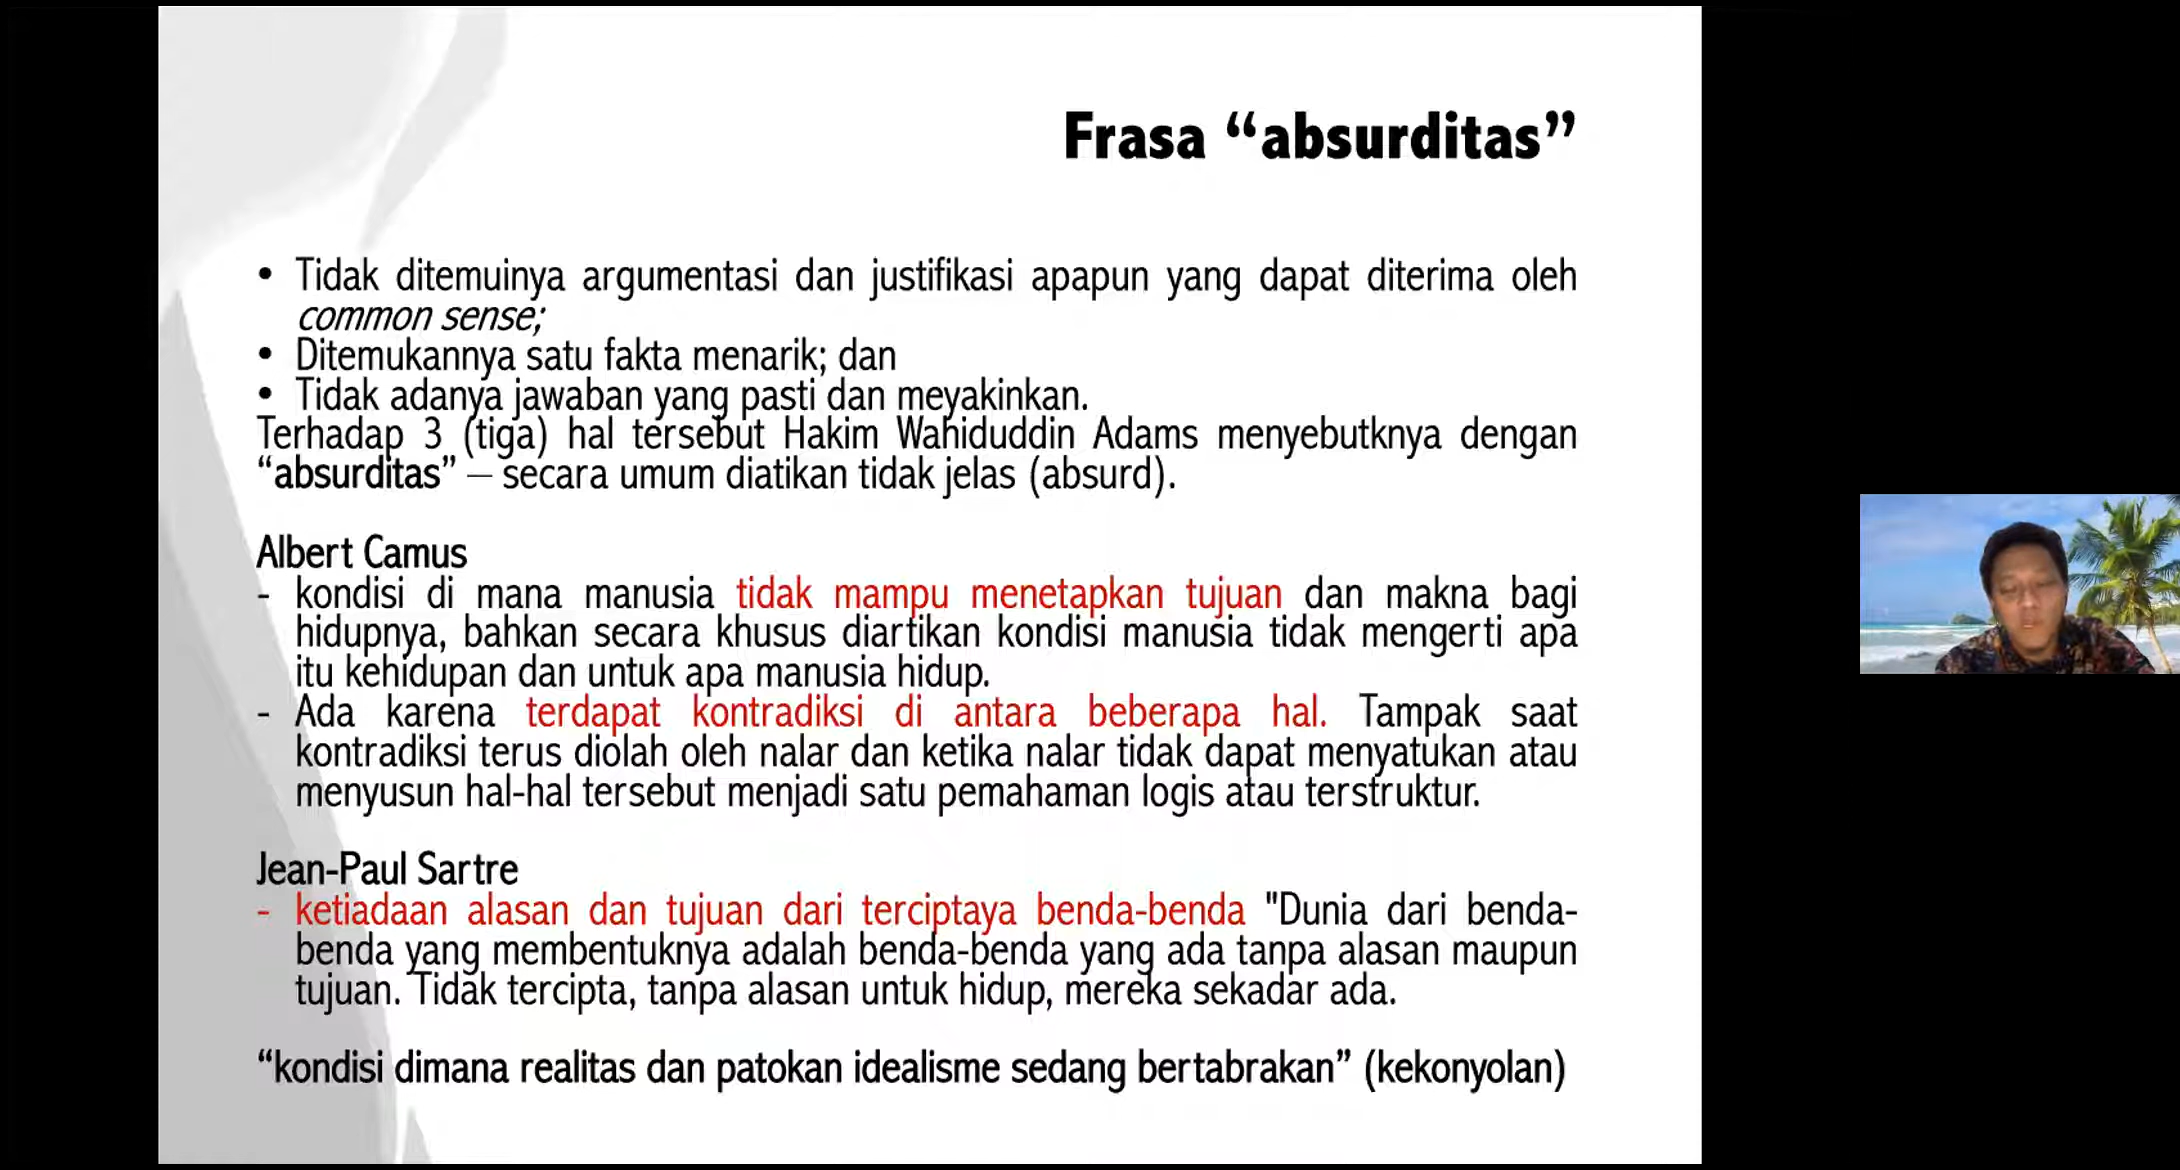 Frasa “absurditas”
• Tidak ditemuinya argumentasi dan justifikasi apapun yang dapat diterima oleh
common sense;
• Ditemukannya satu fakta menarik; dan
• Tidak adanya jawaban yang pasti dan meyakinkan.
Terhadap 3 (tiga) hal tersebut Hakim Wahiduddin Adams menyebutknya dengan
“absurditas” – secara umum diatikan tidak jelas (absurd).
Albert Camus
- kondisi di mana manusia tidak mampu menetapkan tujuan dan makna bagi
hidupnya, bahkan secara khusus diartikan kondisi manusia tidak mengerti apa
itu kehidupan dan untuk apa manusia hidup.
- Ada karena terdapat kontradiksi di antara beberapa hal. Tampak saat
kontradiksi terus diolah oleh nalar dan ketika nalar tidak dapat menyatukan atau
menyusun hal-hal tersebut menjadi satu pemahaman logis atau terstruktur.
Jean-Paul Sartre
- ketiadaan alasan dan tujuan dari terciptaya benda-benda "Dunia dari benda-
benda yang membentuknya adalah benda-benda yang ada tanpa alasan maupun
tujuan. Tidak tercipta, tanpa alasan untuk hidup, mereka sekadar ada.
“kondisi dimana realitas dan patokan idealisme sedang bertabrakan” (kekonyolan)